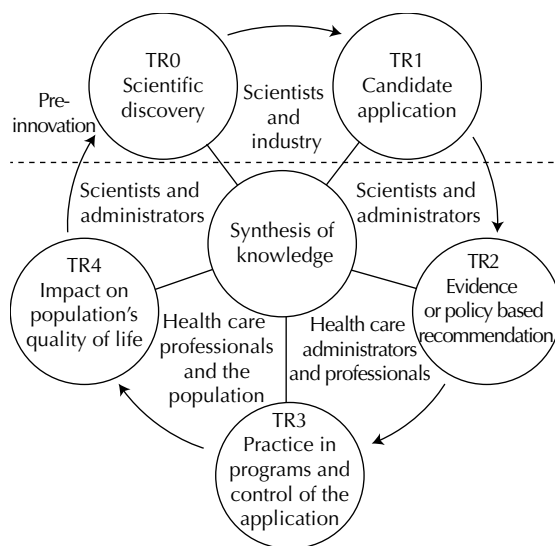 TR0
Scientific
discovery
TR1
Candidate
application
Pre-
innovation
Scientists
and
industry
Scientists and
administrators
Synthesis of
knowledge
Scientists and
administrators
TR4
Impact on
population's
quality of life
TR2
Evidence
or policy based
recommendation
Health care
professionals
and the
population
Health care
administrators
and professionals
TR3
Practice in
programs and
control of the
application